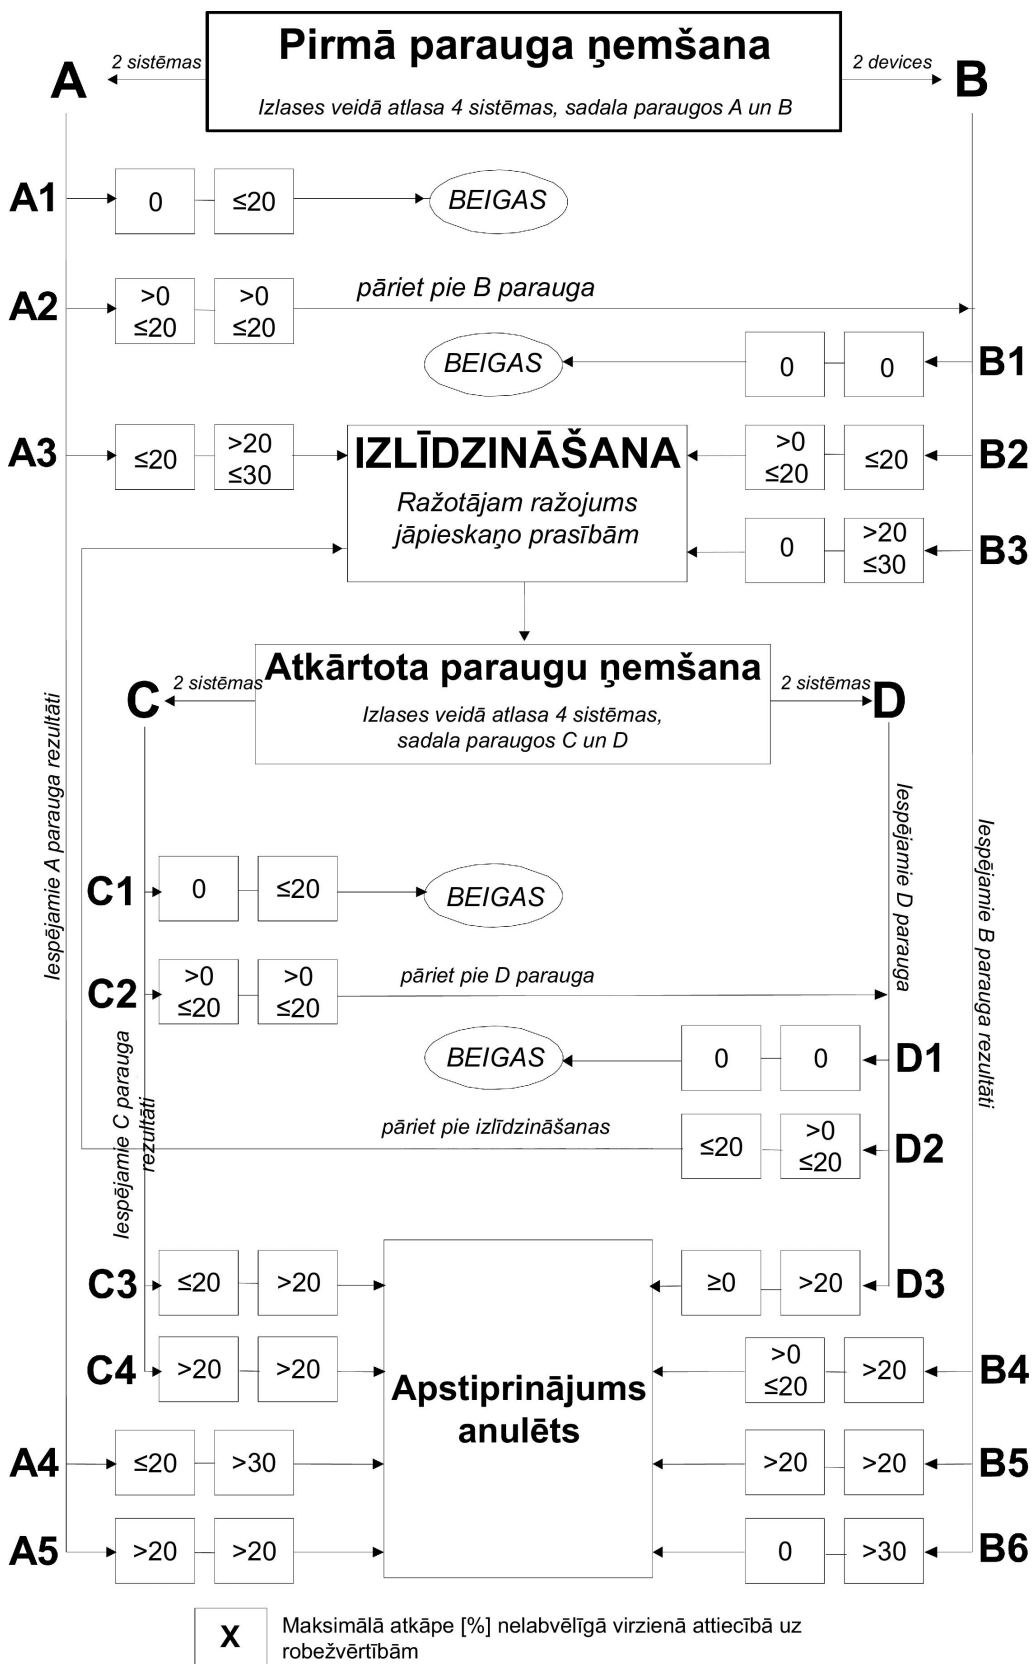 Pirmā parauga ņemšana
A
2 sistēmas
2 devices
B
Izlases veidā atlasa 4 sistēmas, sadala paraugos A un B
A1
0
≤20
BEIGAS
A2
>0
≤20
>0
≤20
pāriet pie B parauga
BEIGAS
0
0
B1
A3
≤20
>20
≤30
IZLĪDZINĀŠANA
Ražotājam ražojums
jāpieskaņo prasībām
>0
≤20
≤20
B2
0
>20
≤30
B3
Atkārtota paraugu ņemšana
C
2 sistēmas
2 sistēmas
D
Izlases veidā atlasa 4 sistēmas,
sadala paraugos C un D
Iespējamie A parauga rezultāti
Iespējamie D parauga
Iespējamie B parauga rezultāti
C1
0
≤20
BEIGAS
C2
>0
≤20
>0
≤20
pāriet pie D parauga
BEIGAS
0
0
D1
Iespējamie C parauga
rezultāti
pāriet pie izlīdzināšanas
≤20
>0
≤20
D2
C3
≤20
>20
≥0
>20
D3
C4
>20
>20
Apstiprinājums
anulēts
>0
≤20
>20
B4
A4
≤20
>30
>20
>20
B5
A5
>20
>20
0
>30
B6
X
Maksimālā atkāpe [%] nelabvēlīgā virzienā attiecībā uz
robežvērtībām